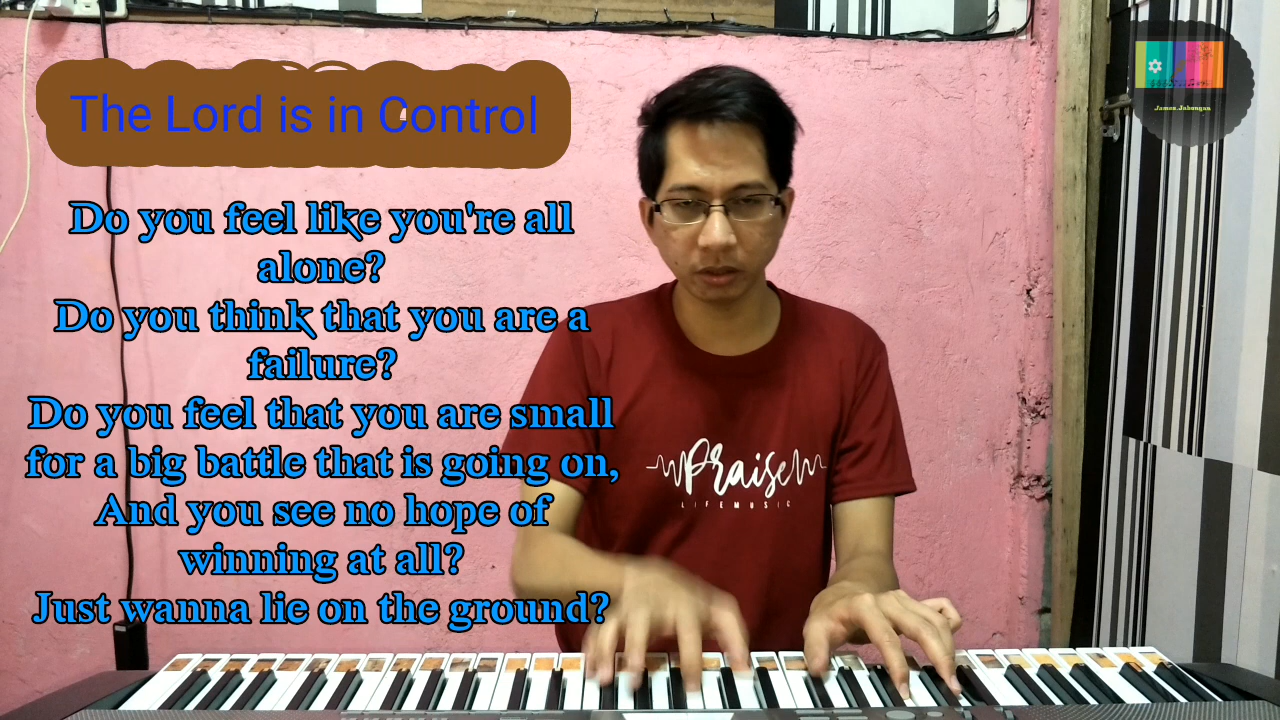 The Lord is in Control
James Jabongan
Do you feel like you're all
alone?
Do you think that you are a
failure?
Do you feel that you are small
for a big battle that is going on,
And you see no hope of
winning at all?
Just wanna lie on the ground?
Praise
LIFEMUSIC